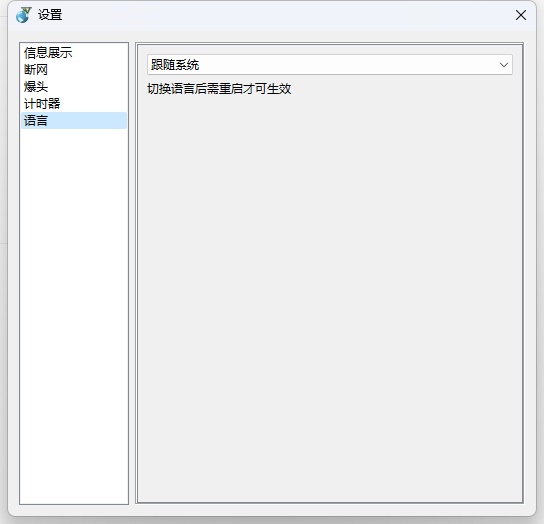 设置
信息展示
断网
爆头
计时器
语言
跟随系统
切换语言后需重启才可生效